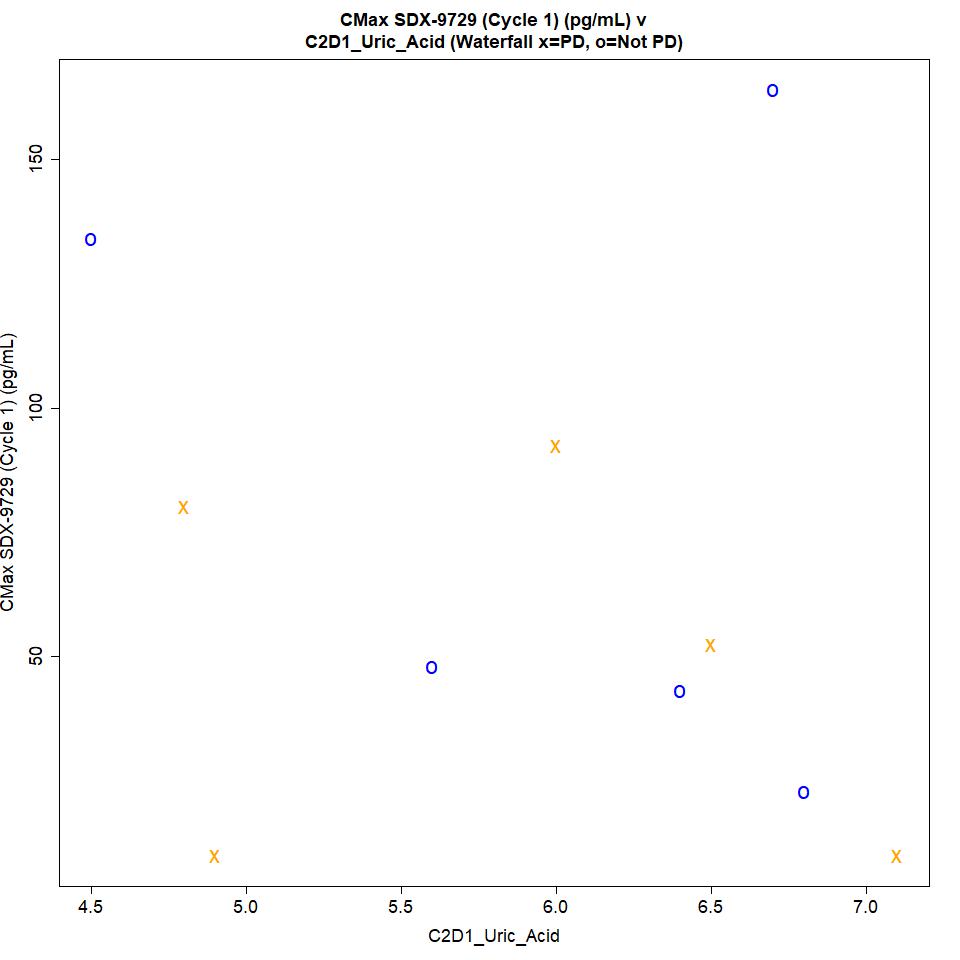 CMax SDX-9729 (Cycle 1) (pg/mL) v
C2D1_Uric_Acid (Waterfall x=PD, o=Not PD)
CMax SDX-9729 (Cycle 1) (pg/mL)
150
100
50
O
O
X
X
O
X
O
O
X
X
4.5 5.0 5.5 6.0 6.5 7.0
C2D1_Uric_Acid